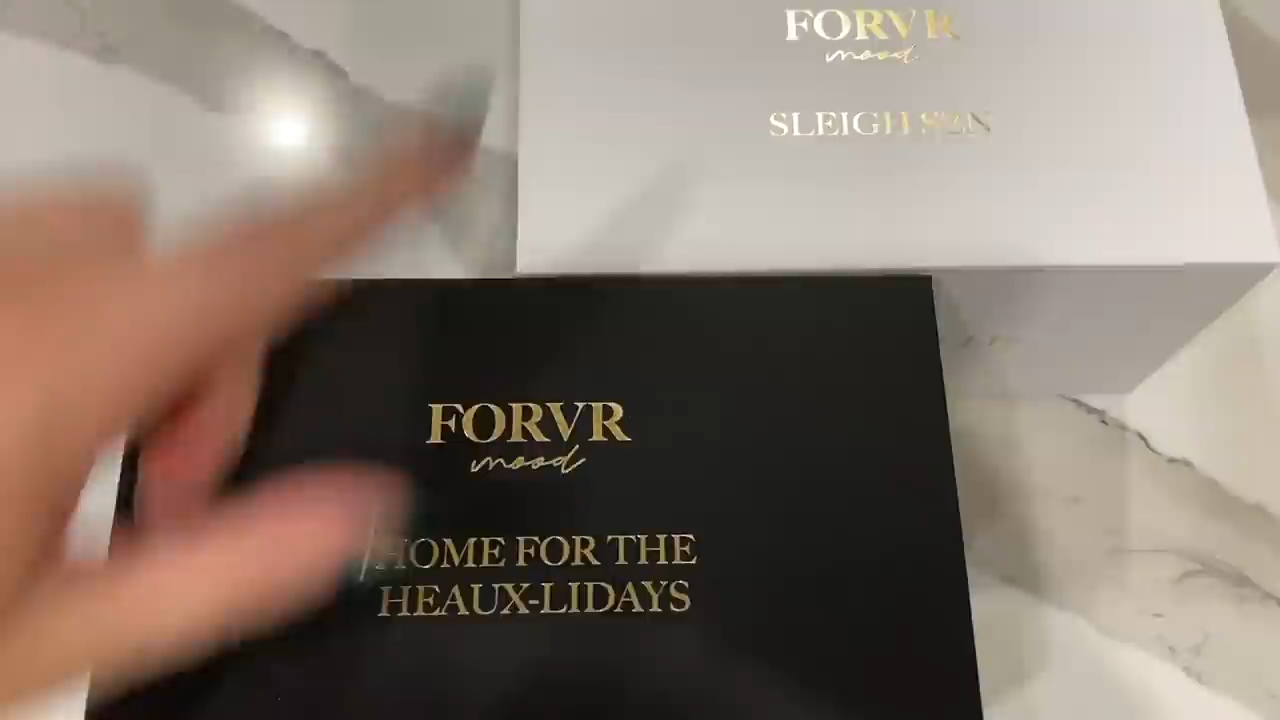 FORVR
mood
SLEIGH SZN
FORVR
mood
HOME FOR THE
HEAUX-LIDAYS